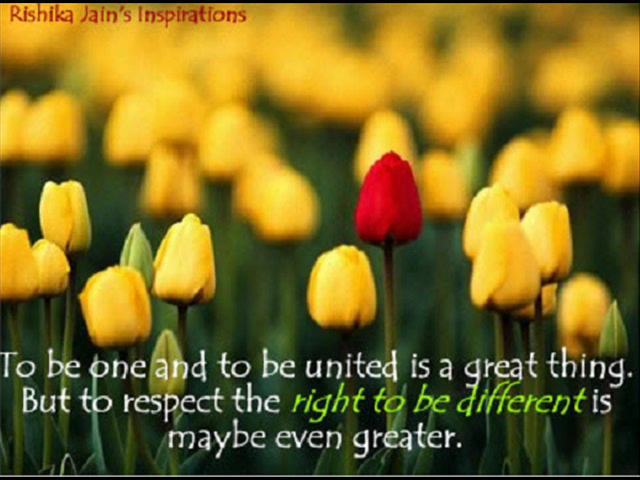 Rishika Jain's Inspirations
To be one and to be united is a great thing.
But to respect the right to be different is
maybe even greater.